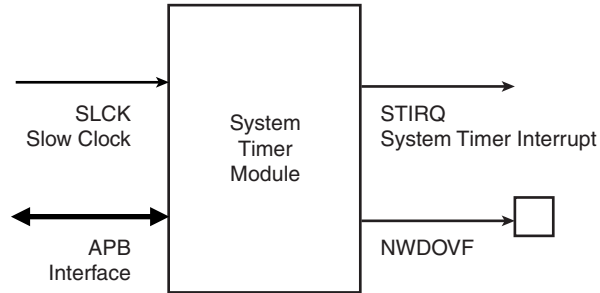 SLCK
Slow Clock
System
Timer
Module
STIRQ
System Timer Interrupt
APB
Interface
NWDOVF